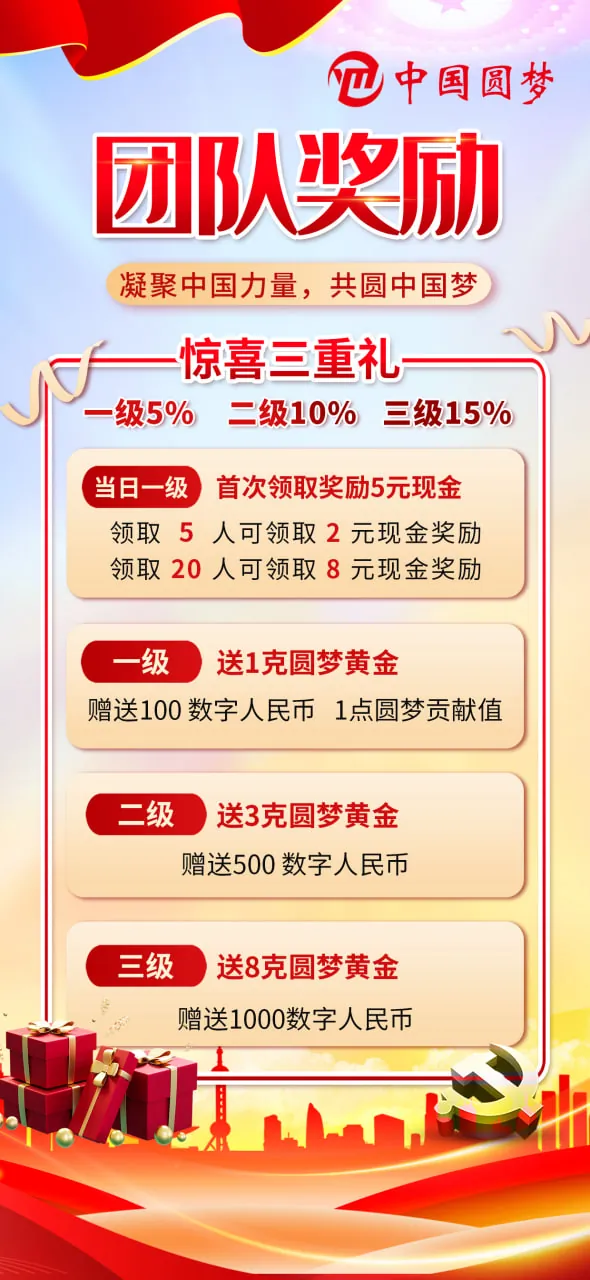 中国圆梦
团队奖励
凝聚中国力量，共圆中国梦
惊喜三重礼
一级5% 二级10% 三级15%
当日一级 首次领取奖励5元现金
领取 5 人可领取 2 元现金奖励
领取 20 人可领取 8 元现金奖励
一级 送1克圆梦黄金
赠送100 数字人民币 1点圆梦贡献值
二级 送3克圆梦黄金
赠送500 数字人民币
三级 送8克圆梦黄金
赠送1000数字人民币